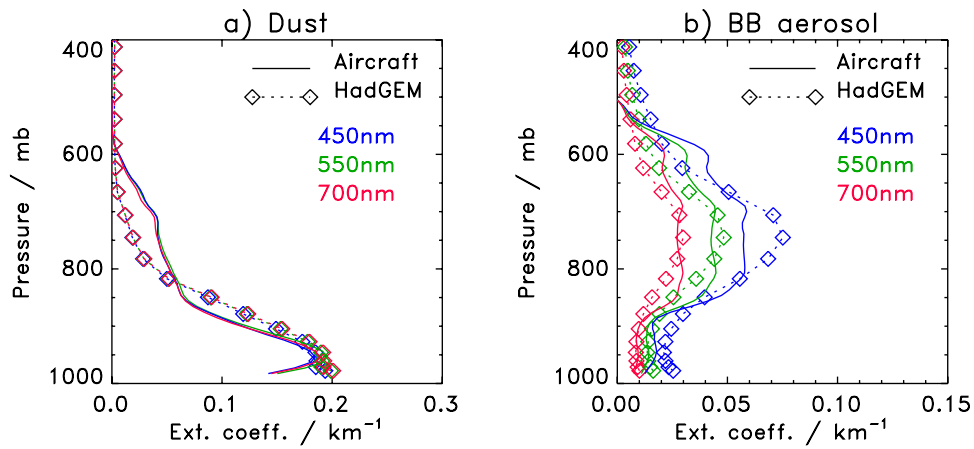 a) Dust
400
600
800
1000
Pressure / mb
Aircraft
HadGEM
450nm
550nm
700nm
0.0 0.1 0.2 0.3
Ext. coeff. / km⁻¹
b) BB aerosol
400
600
800
1000
Pressure / mb
Aircraft
HadGEM
450nm
550nm
700nm
0.00 0.05 0.10 0.15
Ext. coeff. / km⁻¹